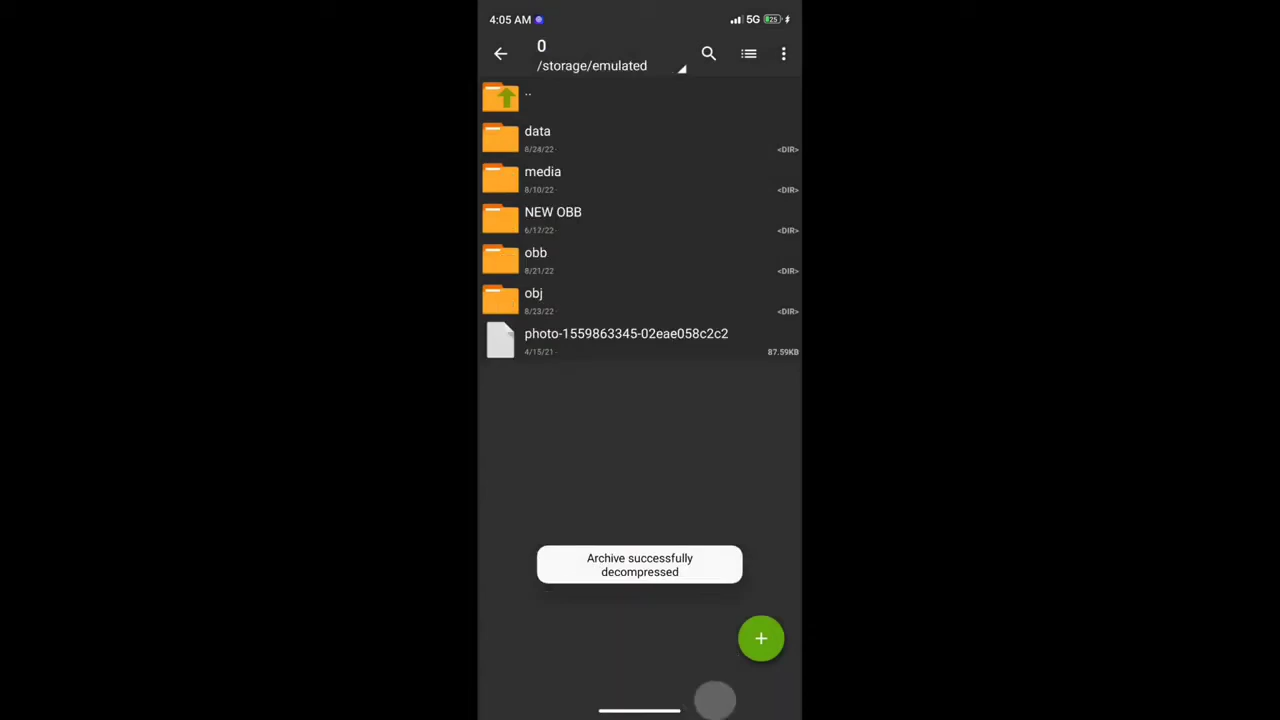 4:05 AM
5G 25
0
/storage/emulated
..
data
8/24/22
<DIR>
media
8/10/22
<DIR>
NEW OBB
6/17/22
<DIR>
obb
8/21/22
<DIR>
obj
8/23/22
<DIR>
photo-1559863345-02eae058c2c2
4/15/21
87.59KB
Archive successfully
decompressed